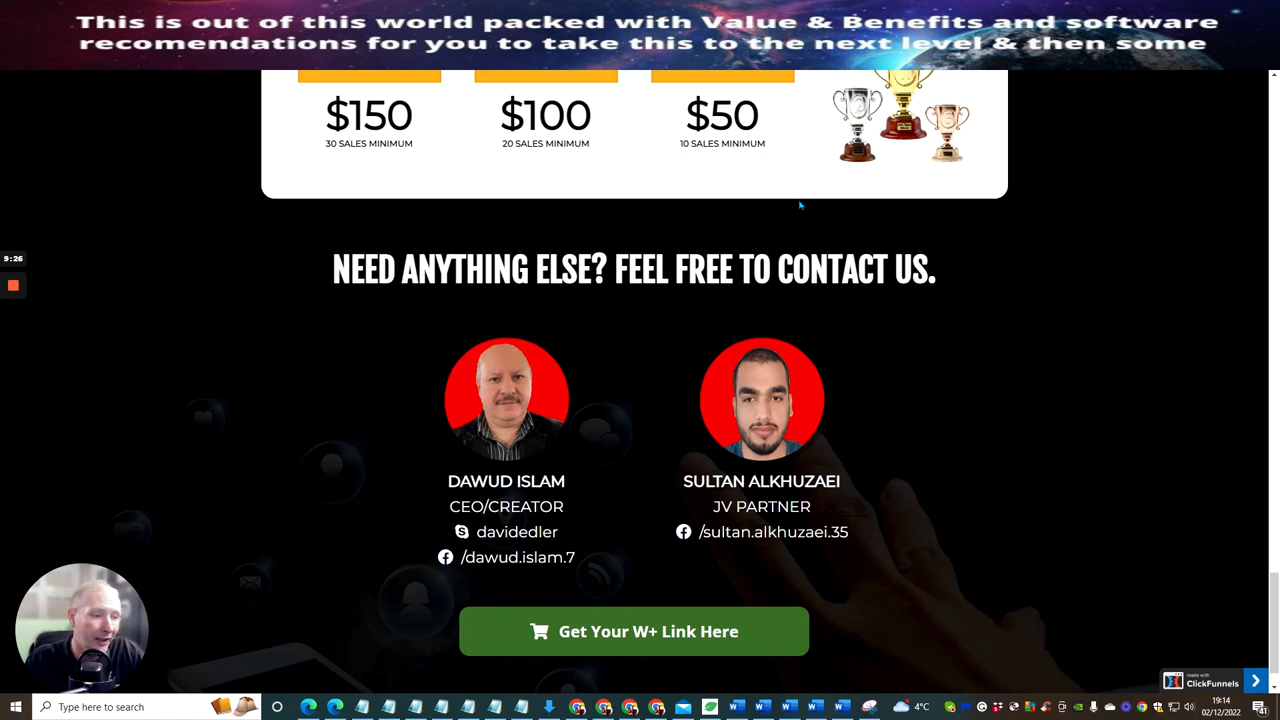 This is out of this world packed with Value & Benefits and software
recomendations for you to take this to the next level & then some
$150
30 SALES MINIMUM
$100
20 SALES MINIMUM
$50
10 SALES MINIMUM
2
9:26
NEED ANYTHING ELSE? FEEL FREE TO CONTACT US.
DAWUD ISLAM
CEO/CREATOR
davidedler
/dawud.islam.7
SULTAN ALKHUZAEI
JV PARTNER
/sultan.alkhuzaei.35
Get Your W+ Link Here
made with
ClickFunnels
Type here to search
4°C
19:14
02/12/2022